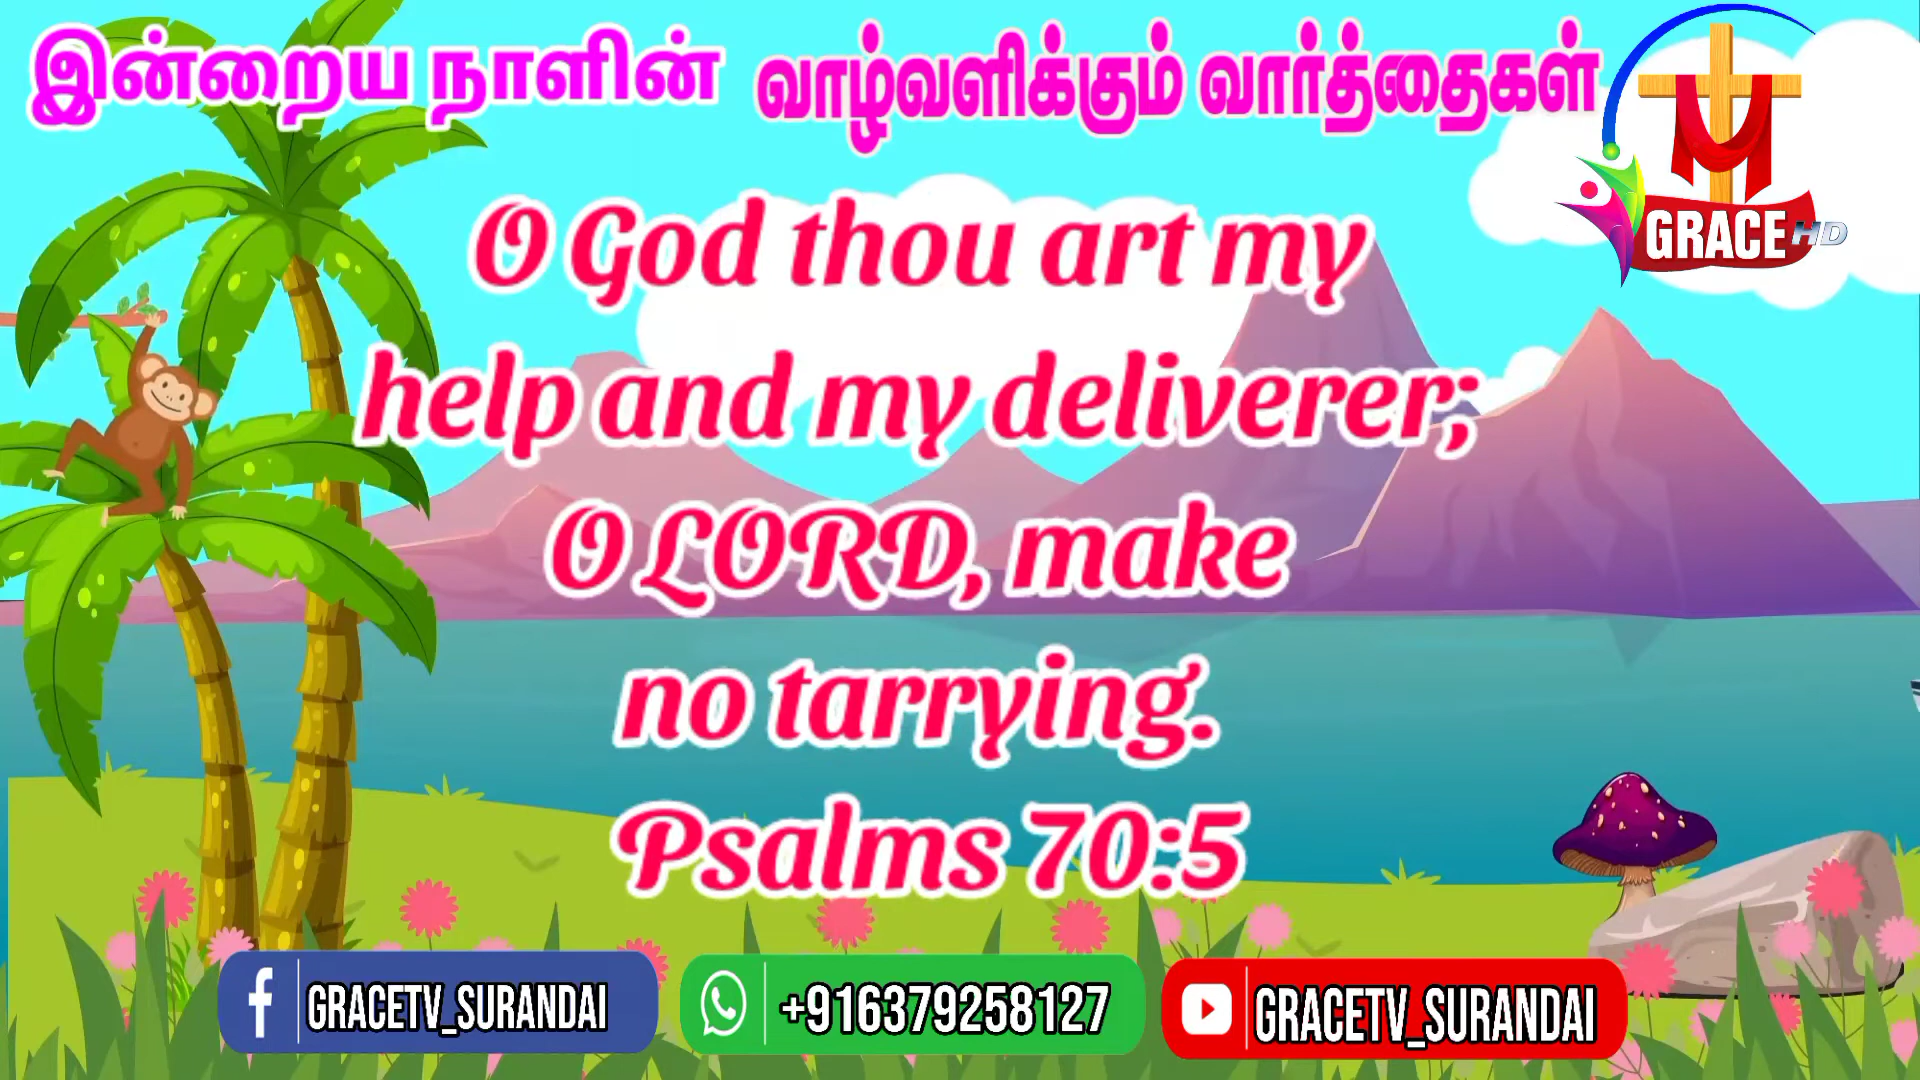 இன்றைய நாளின் வாழ்வளிக்கும் வார்த்தைகள்
GRACE HD
O God thou art my
help and my deliverer;
O LORD, make
no tarrying.
Psalms 70:5
GRACETV_SURANDAI
+916379258127
GRACETV_SURANDAI